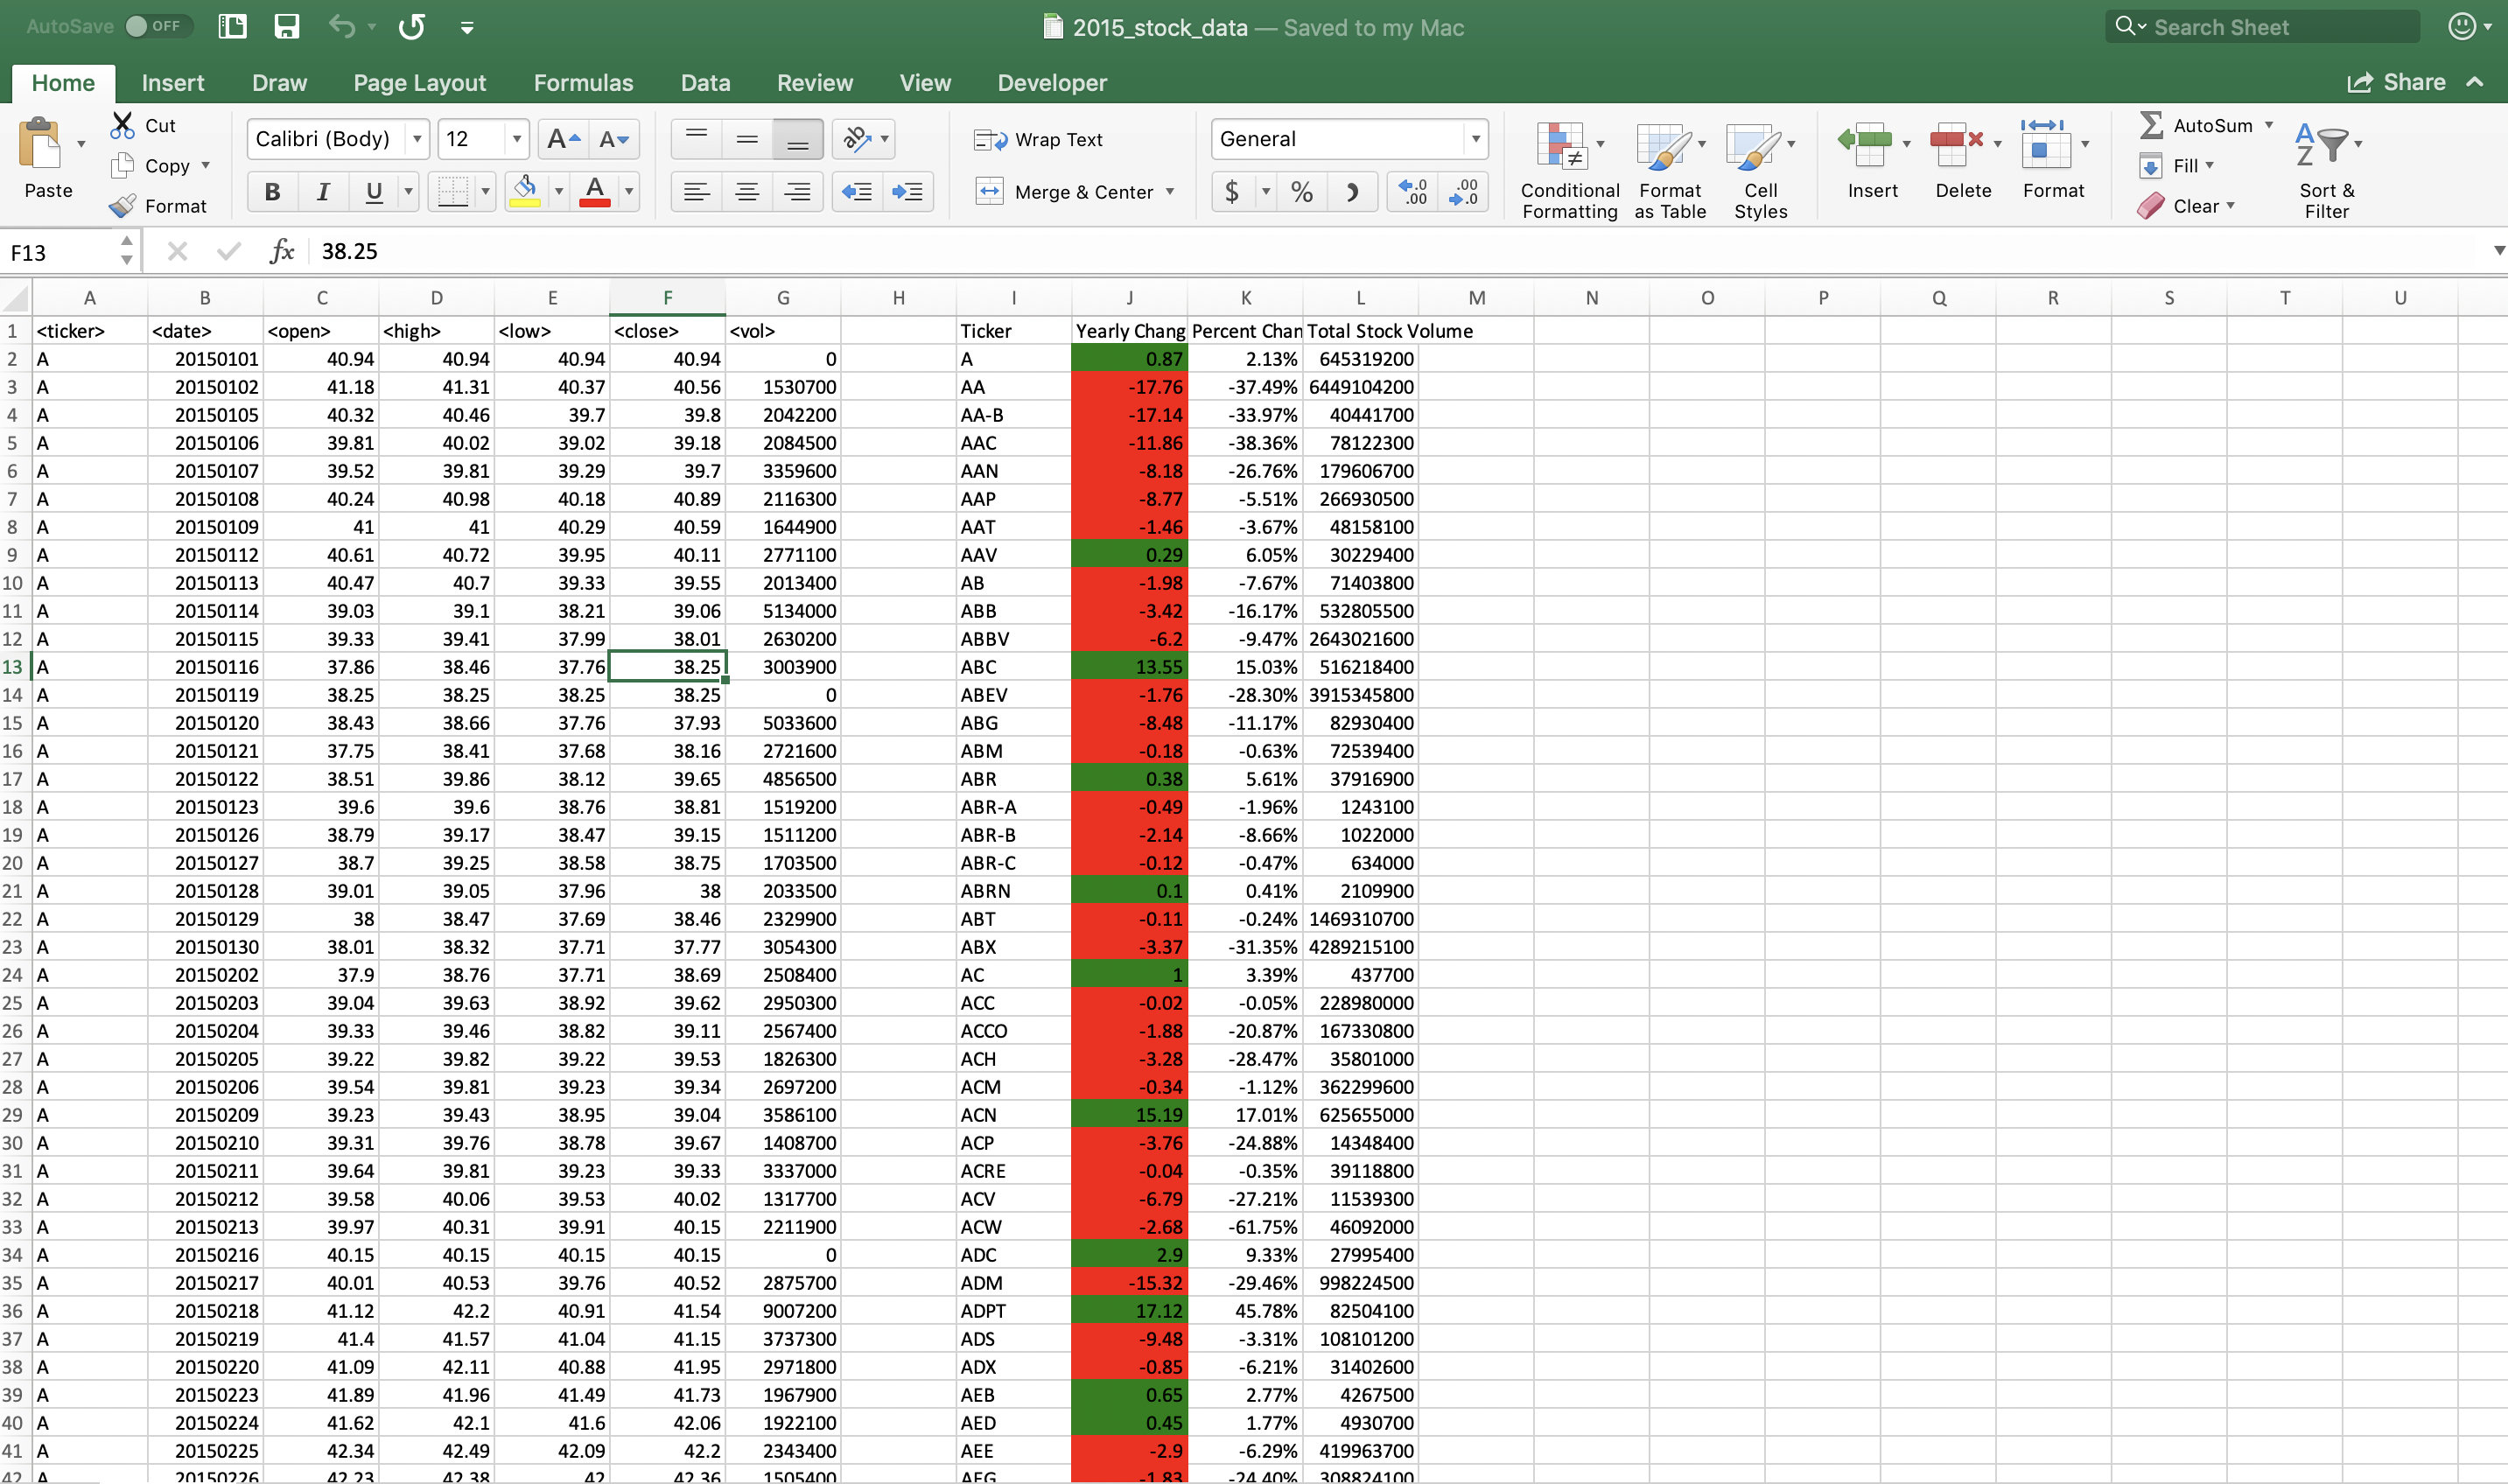 AutoSave OFF 2015_stock_data — Saved to my Mac Search Sheet
Home Insert Draw Page Layout Formulas Data Review View Developer Share
Paste Cut Copy Format
Calibri (Body) 12 A A
B I U A
Wrap Text
Merge & Center
General
$ % .0 .00 .00 .0
Conditional Formatting Format as Table Cell Styles Insert Delete Format
AutoSum Fill Clear Sort & Filter
F13 fx 38.25
A B C D E F G H I J K L M N O P Q R S T U
1 <ticker> <date> <open> <high> <low> <close> <vol> Ticker Yearly Chang Percent Chan Total Stock Volume
2 A 20150101 40.94 40.94 40.94 40.94 0 A 0.87 2.13% 645319200
3 A 20150102 41.18 41.31 40.37 40.56 1530700 AA -17.76 -37.49% 6449104200
4 A 20150105 40.32 40.46 39.7 39.8 2042200 AA-B -17.14 -33.97% 40441700
5 A 20150106 39.81 40.02 39.02 39.18 2084500 AAC -11.86 -38.36% 78122300
6 A 20150107 39.52 39.81 39.29 39.7 3359600 AAN -8.18 -26.76% 179606700
7 A 20150108 40.24 40.98 40.18 40.89 2116300 AAP -8.77 -5.51% 266930500
8 A 20150109 41 41 40.29 40.59 1644900 AAT -1.46 -3.67% 48158100
9 A 20150112 40.61 40.72 39.95 40.11 2771100 AAV 0.29 6.05% 30229400
10 A 20150113 40.47 40.7 39.33 39.55 2013400 AB -1.98 -7.67% 71403800
11 A 20150114 39.03 39.1 38.21 39.06 5134000 ABB -3.42 -16.17% 532805500
12 A 20150115 39.33 39.41 37.99 38.01 2630200 ABBV -6.2 -9.47% 2643021600
13 A 20150116 37.86 38.46 37.76 38.25 3003900 ABC 13.55 15.03% 516218400
14 A 20150119 38.25 38.25 38.25 38.25 0 ABEV -1.76 -28.30% 3915345800
15 A 20150120 38.43 38.66 37.76 37.93 5033600 ABG -8.48 -11.17% 82930400
16 A 20150121 37.75 38.41 37.68 38.16 2721600 ABM -0.18 -0.63% 72539400
17 A 20150122 38.51 39.86 38.12 39.65 4856500 ABR 0.38 5.61% 37916900
18 A 20150123 39.6 39.6 38.76 38.81 1519200 ABR-A -0.49 -1.96% 1243100
19 A 20150126 38.79 39.17 38.47 39.15 1511200 ABR-B -2.14 -8.66% 1022000
20 A 20150127 38.7 39.25 38.58 38.75 1703500 ABR-C -0.12 -0.47% 634000
21 A 20150128 39.01 39.05 37.96 38 2033500 ABRN 0.1 0.41% 2109900
22 A 20150129 38 38.47 37.69 38.46 2329900 ABT -0.11 -0.24% 1469310700
23 A 20150130 38.01 38.32 37.71 37.77 3054300 ABX -3.37 -31.35% 4289215100
24 A 20150202 37.9 38.76 37.71 38.69 2508400 AC 1 3.39% 437700
25 A 20150203 39.04 39.63 38.92 39.62 2950300 ACC -0.02 -0.05% 228980000
26 A 20150204 39.33 39.46 38.82 39.11 2567400 ACCO -1.88 -20.87% 167330800
27 A 20150205 39.22 39.82 39.22 39.53 1826300 ACH -3.28 -28.47% 35801000
28 A 20150206 39.54 39.81 39.23 39.34 2697200 ACM -0.34 -1.12% 362299600
29 A 20150209 39.23 39.43 38.95 39.04 3586100 ACN 15.19 17.01% 625655000
30 A 20150210 39.31 39.76 38.78 39.67 1408700 ACP -3.76 -24.88% 14348400
31 A 20150211 39.64 39.81 39.23 39.33 3337000 ACRE -0.04 -0.35% 39118800
32 A 20150212 39.58 40.06 39.53 40.02 1317700 ACV -6.79 -27.21% 11539300
33 A 20150213 39.97 40.31 39.91 40.15 2211900 ACW -2.68 -61.75% 46092000
34 A 20150216 40.15 40.15 40.15 40.15 0 ADC 2.9 9.33% 27995400
35 A 20150217 40.01 40.53 39.76 40.52 2875700 ADM -15.32 -29.46% 998224500
36 A 20150218 41.12 42.2 40.91 41.54 9007200 ADPT 17.12 45.78% 82504100
37 A 20150219 41.4 41.57 41.04 41.15 3737300 ADS -9.48 -3.31% 108101200
38 A 20150220 41.09 42.11 40.88 41.95 2971800 ADX -0.85 -6.21% 31402600
39 A 20150223 41.89 41.96 41.49 41.73 1967900 AEB 0.65 2.77% 4267500
40 A 20150224 41.62 42.1 41.6 42.06 1922100 AED 0.45 1.77% 4930700
41 A 20150225 42.34 42.49 42.09 42.2 2343400 AEE -2.9 -6.29% 419963700
42 A 20150226 42.23 42.38 42 42.36 1505400 AEG -1.83 -24.40% 308824100